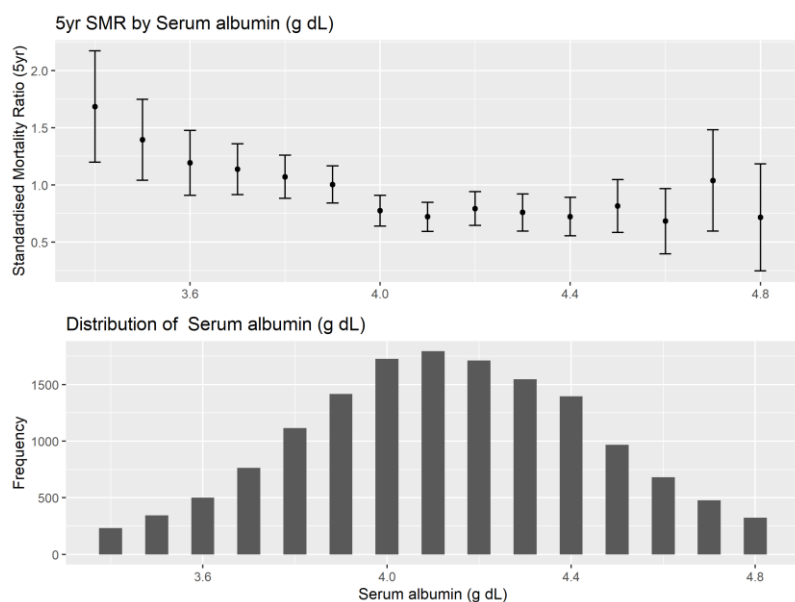 5yr SMR by Serum albumin (g dL)
Standardised Mortality Ratio (5yr)
2.0
1.5
1.0
0.5
3.6 4.0 4.4 4.8
Distribution of  Serum albumin (g dL)
Frequency
1500
1000
500
0
3.6 4.0 4.4 4.8
Serum albumin (g dL)